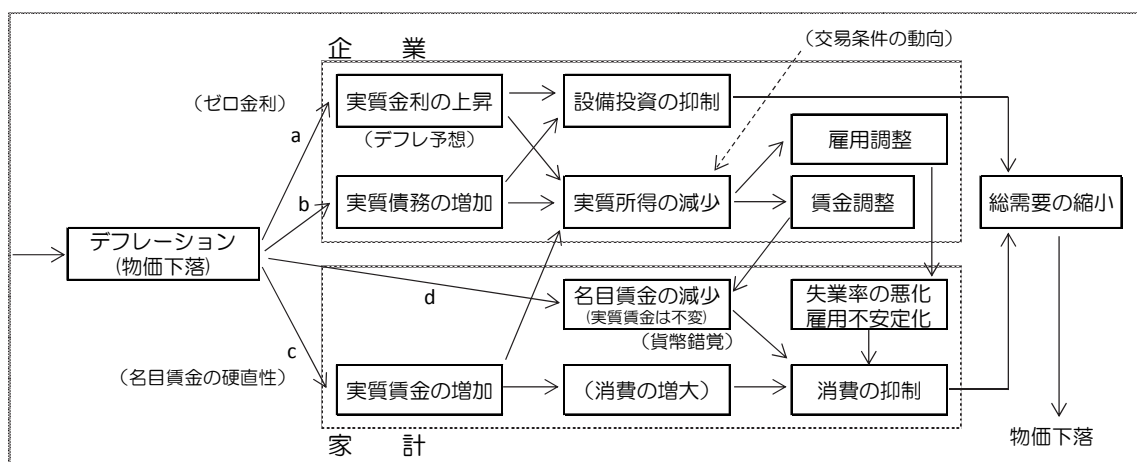 企　　業
（交易条件の動向）
（ゼロ金利）
実質金利の上昇
設備投資の抑制
a
（デフレ予想）
雇用調整
b
実質債務の増加
実質所得の減少
賃金調整
総需要の縮小
デフレーション
(物価下落)
d
名目賃金の減少
(実質賃金は不変)
失業率の悪化
雇用不安定化
（貨幣錯覚）
c
（名目賃金の硬直性）
実質賃金の増加
（消費の増大）
消費の抑制
物価下落
家　　計